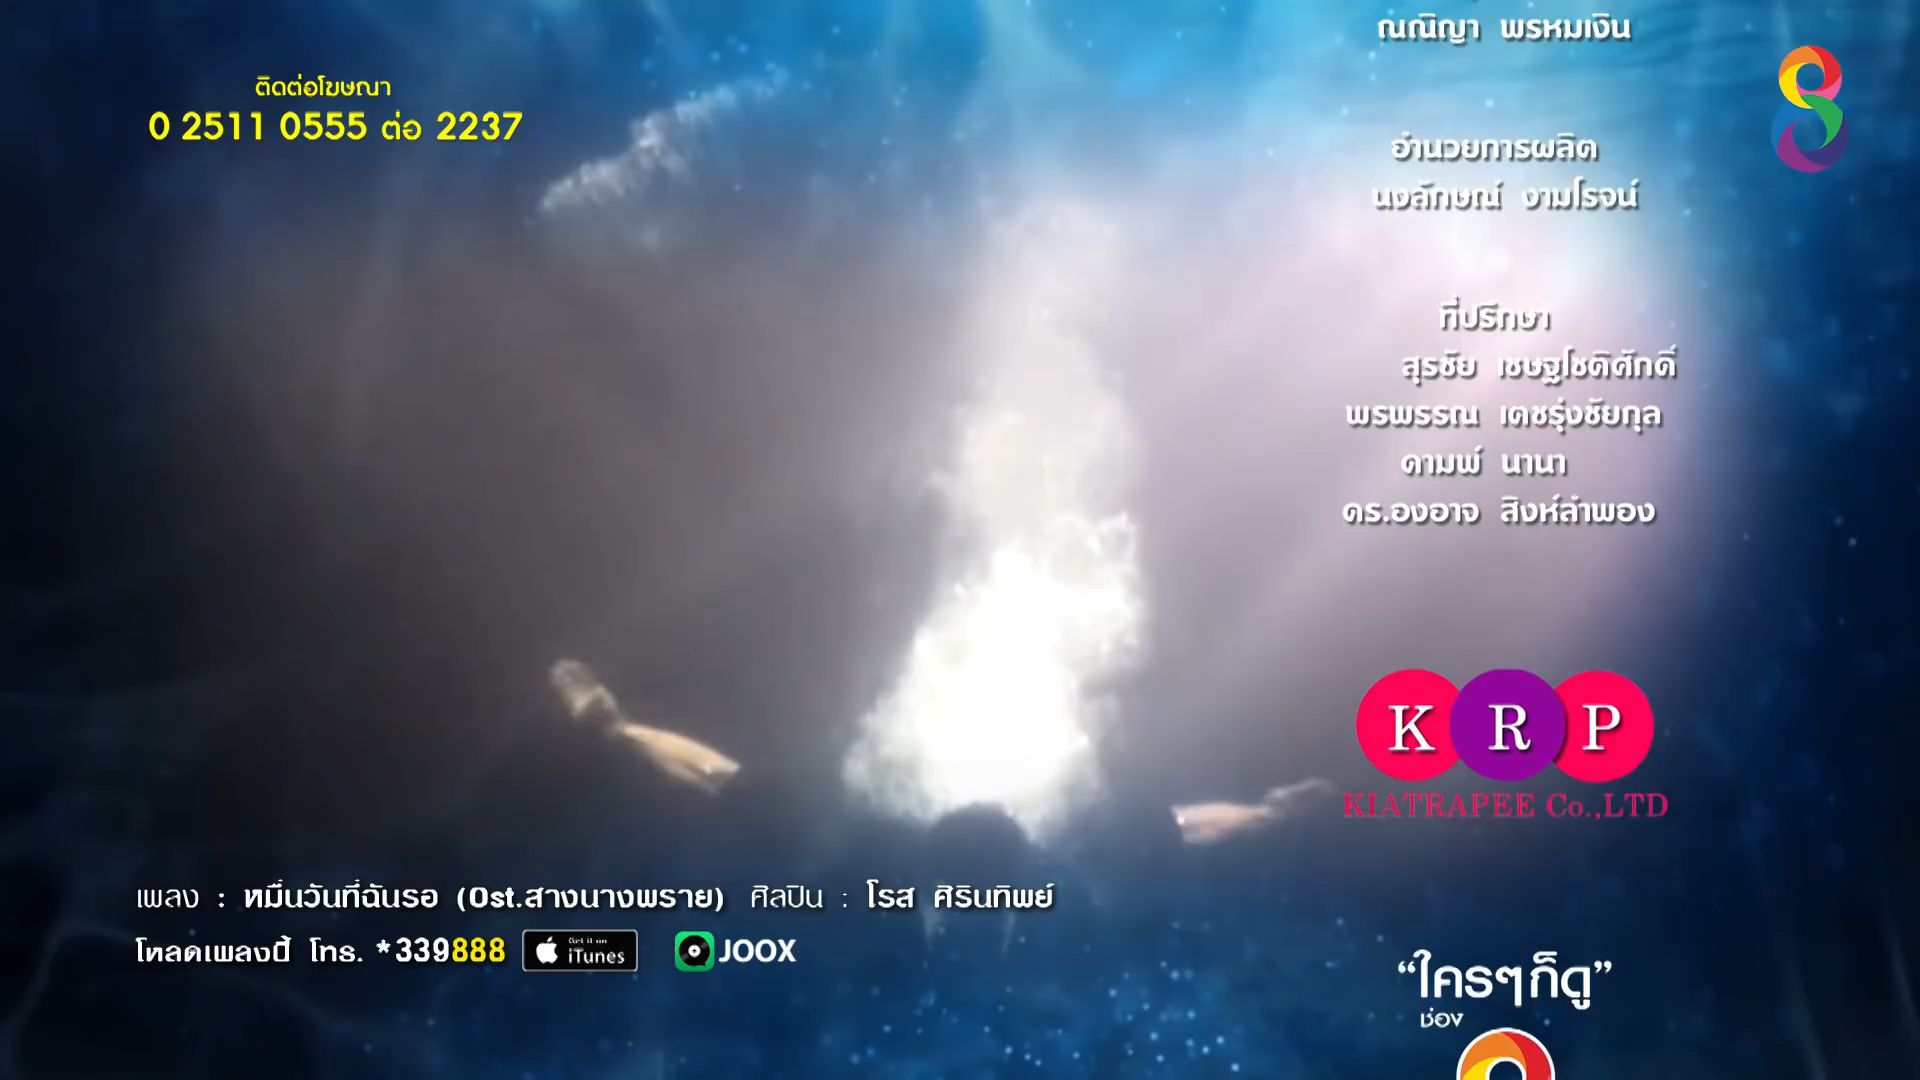 ณณิญา พรหมเงิน
ติดต่อโฆษณา
0 2511 0555 ต่อ 2237
8
อำนวยการผลิต
นงลักษณ์ งามโรจน์
ที่ปรึกษา
สุรชัย เชษฐโชติศักดิ์
พรพรรณ เตชรุ่งชัยกุล
ดามพ์ นานา
ดร.องอาจ สิงห์ลำพอง
K R P
KIATRAPEE Co.,LTD
เพลง : หมื่นวันที่ฉันรอ (Ost.สางนางพราย) ศิลปิน : โรส ศิรินทิพย์
โหลดเพลงนี้ โทร. *339888 Get it on iTunes JOOX
“ใครๆก็ดู”
ช่อง